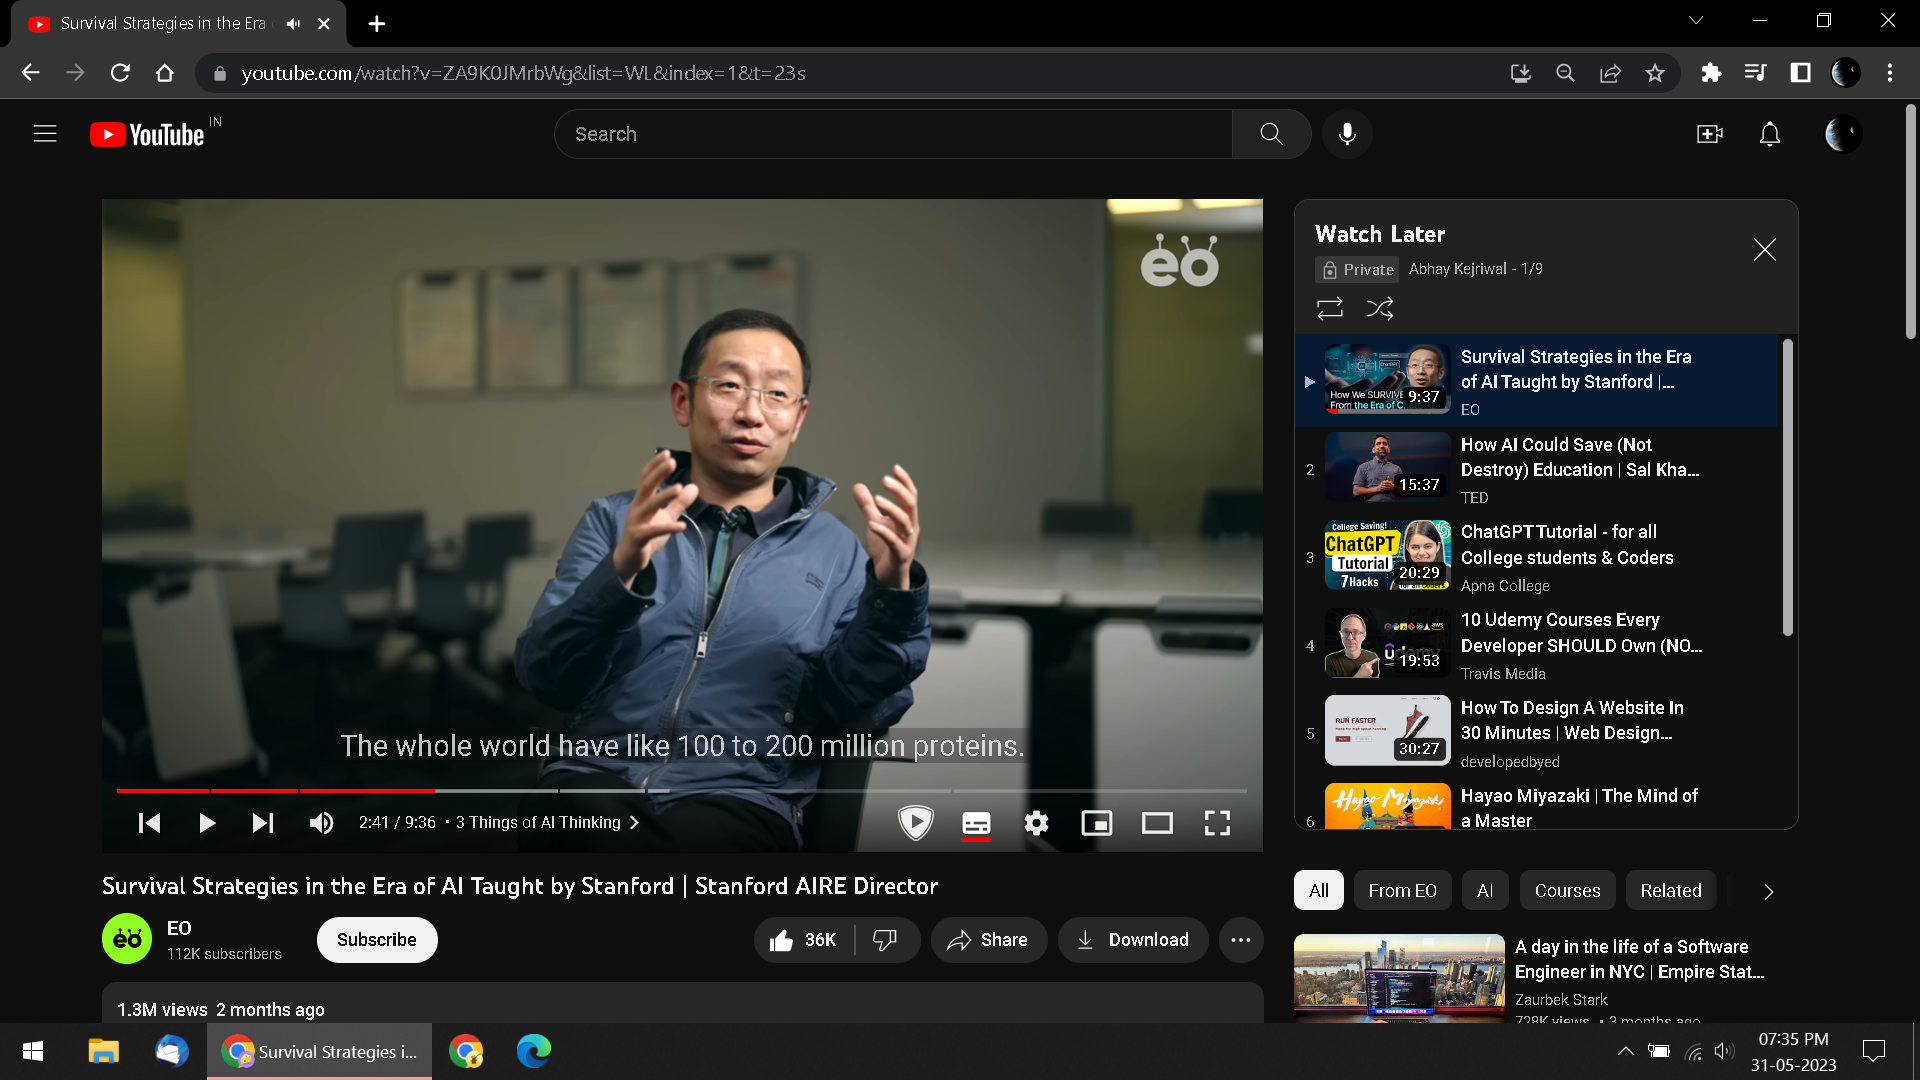 Survival Strategies in the Era
youtube.com/watch?v=ZA9K0JMrbWg&list=WL&index=1&t=23s
YouTube IN
Search
eo
Watch Later
Private Abhay Kejriwal - 1/9
How We SURVIVE
From the Era of
9:37
Survival Strategies in the Era
of AI Taught by Stanford |...
EO
2
15:37
How AI Could Save (Not
Destroy) Education | Sal Kha...
TED
3
College Saving!
ChatGPT
Tutorial
7Hacks
20:29
ChatGPT Tutorial - for all
College students & Coders
Apna College
4
aws
19:53
10 Udemy Courses Every
Developer SHOULD Own (NO...
Travis Media
5
RUN FASTER
30:27
How To Design A Website In
30 Minutes | Web Design...
developedbyed
6
Hayao Miyazaki
Hayao Miyazaki | The Mind of
a Master
The whole world have like 100 to 200 million proteins.
2:41 / 9:36 • 3 Things of AI Thinking
Survival Strategies in the Era of AI Taught by Stanford | Stanford AIRE Director
eo
EO
112K subscribers
Subscribe
36K
Share
Download
1.3M views 2 months ago
All
From EO
AI
Courses
Related
A day in the life of a Software
Engineer in NYC | Empire Stat...
Zaurbek Stark
728K views • 3 months ago
Survival Strategies i...
07:35 PM
31-05-2023